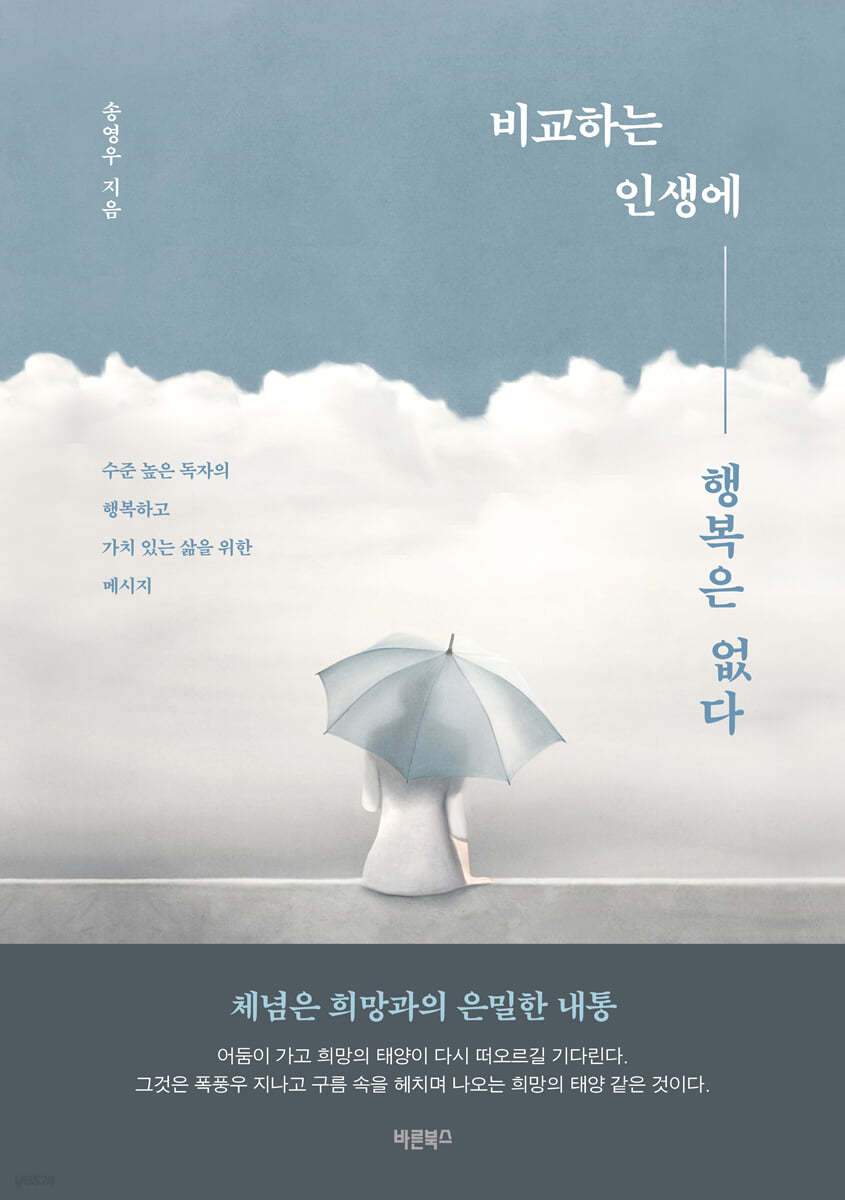 송영우 지음
비교하는
인생에
행복은 없다
수준 높은 독자의
행복하고
가치 있는 삶을 위한
메시지
체념은 희망과의 은밀한 내통
어둠이 가고 희망의 태양이 다시 떠오르길 기다린다.
그것은 폭풍우 지나고 구름 속을 헤치며 나오는 희망의 태양 같은 것이다.
바른북스
yes24